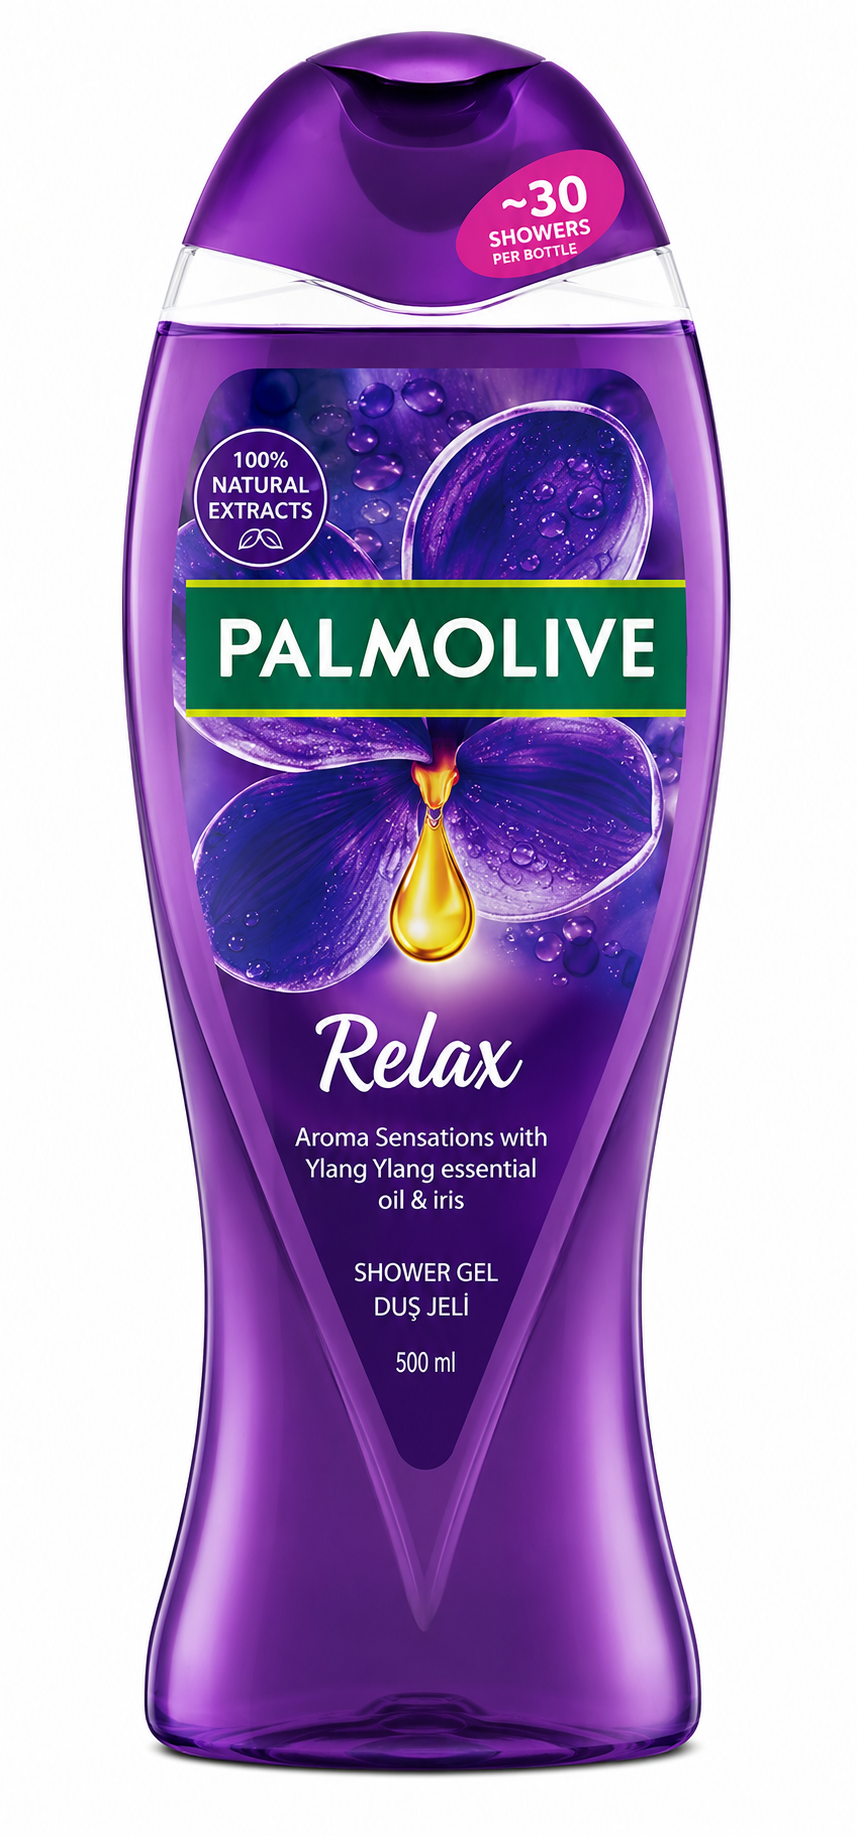 ~30
SHOWERS
PER BOTTLE
100%
NATURAL
EXTRACTS
PALMOLIVE
Relax
Aroma Sensations with
Ylang Ylang essential
oil & iris
SHOWER GEL
DUŞ JELİ
500 ml